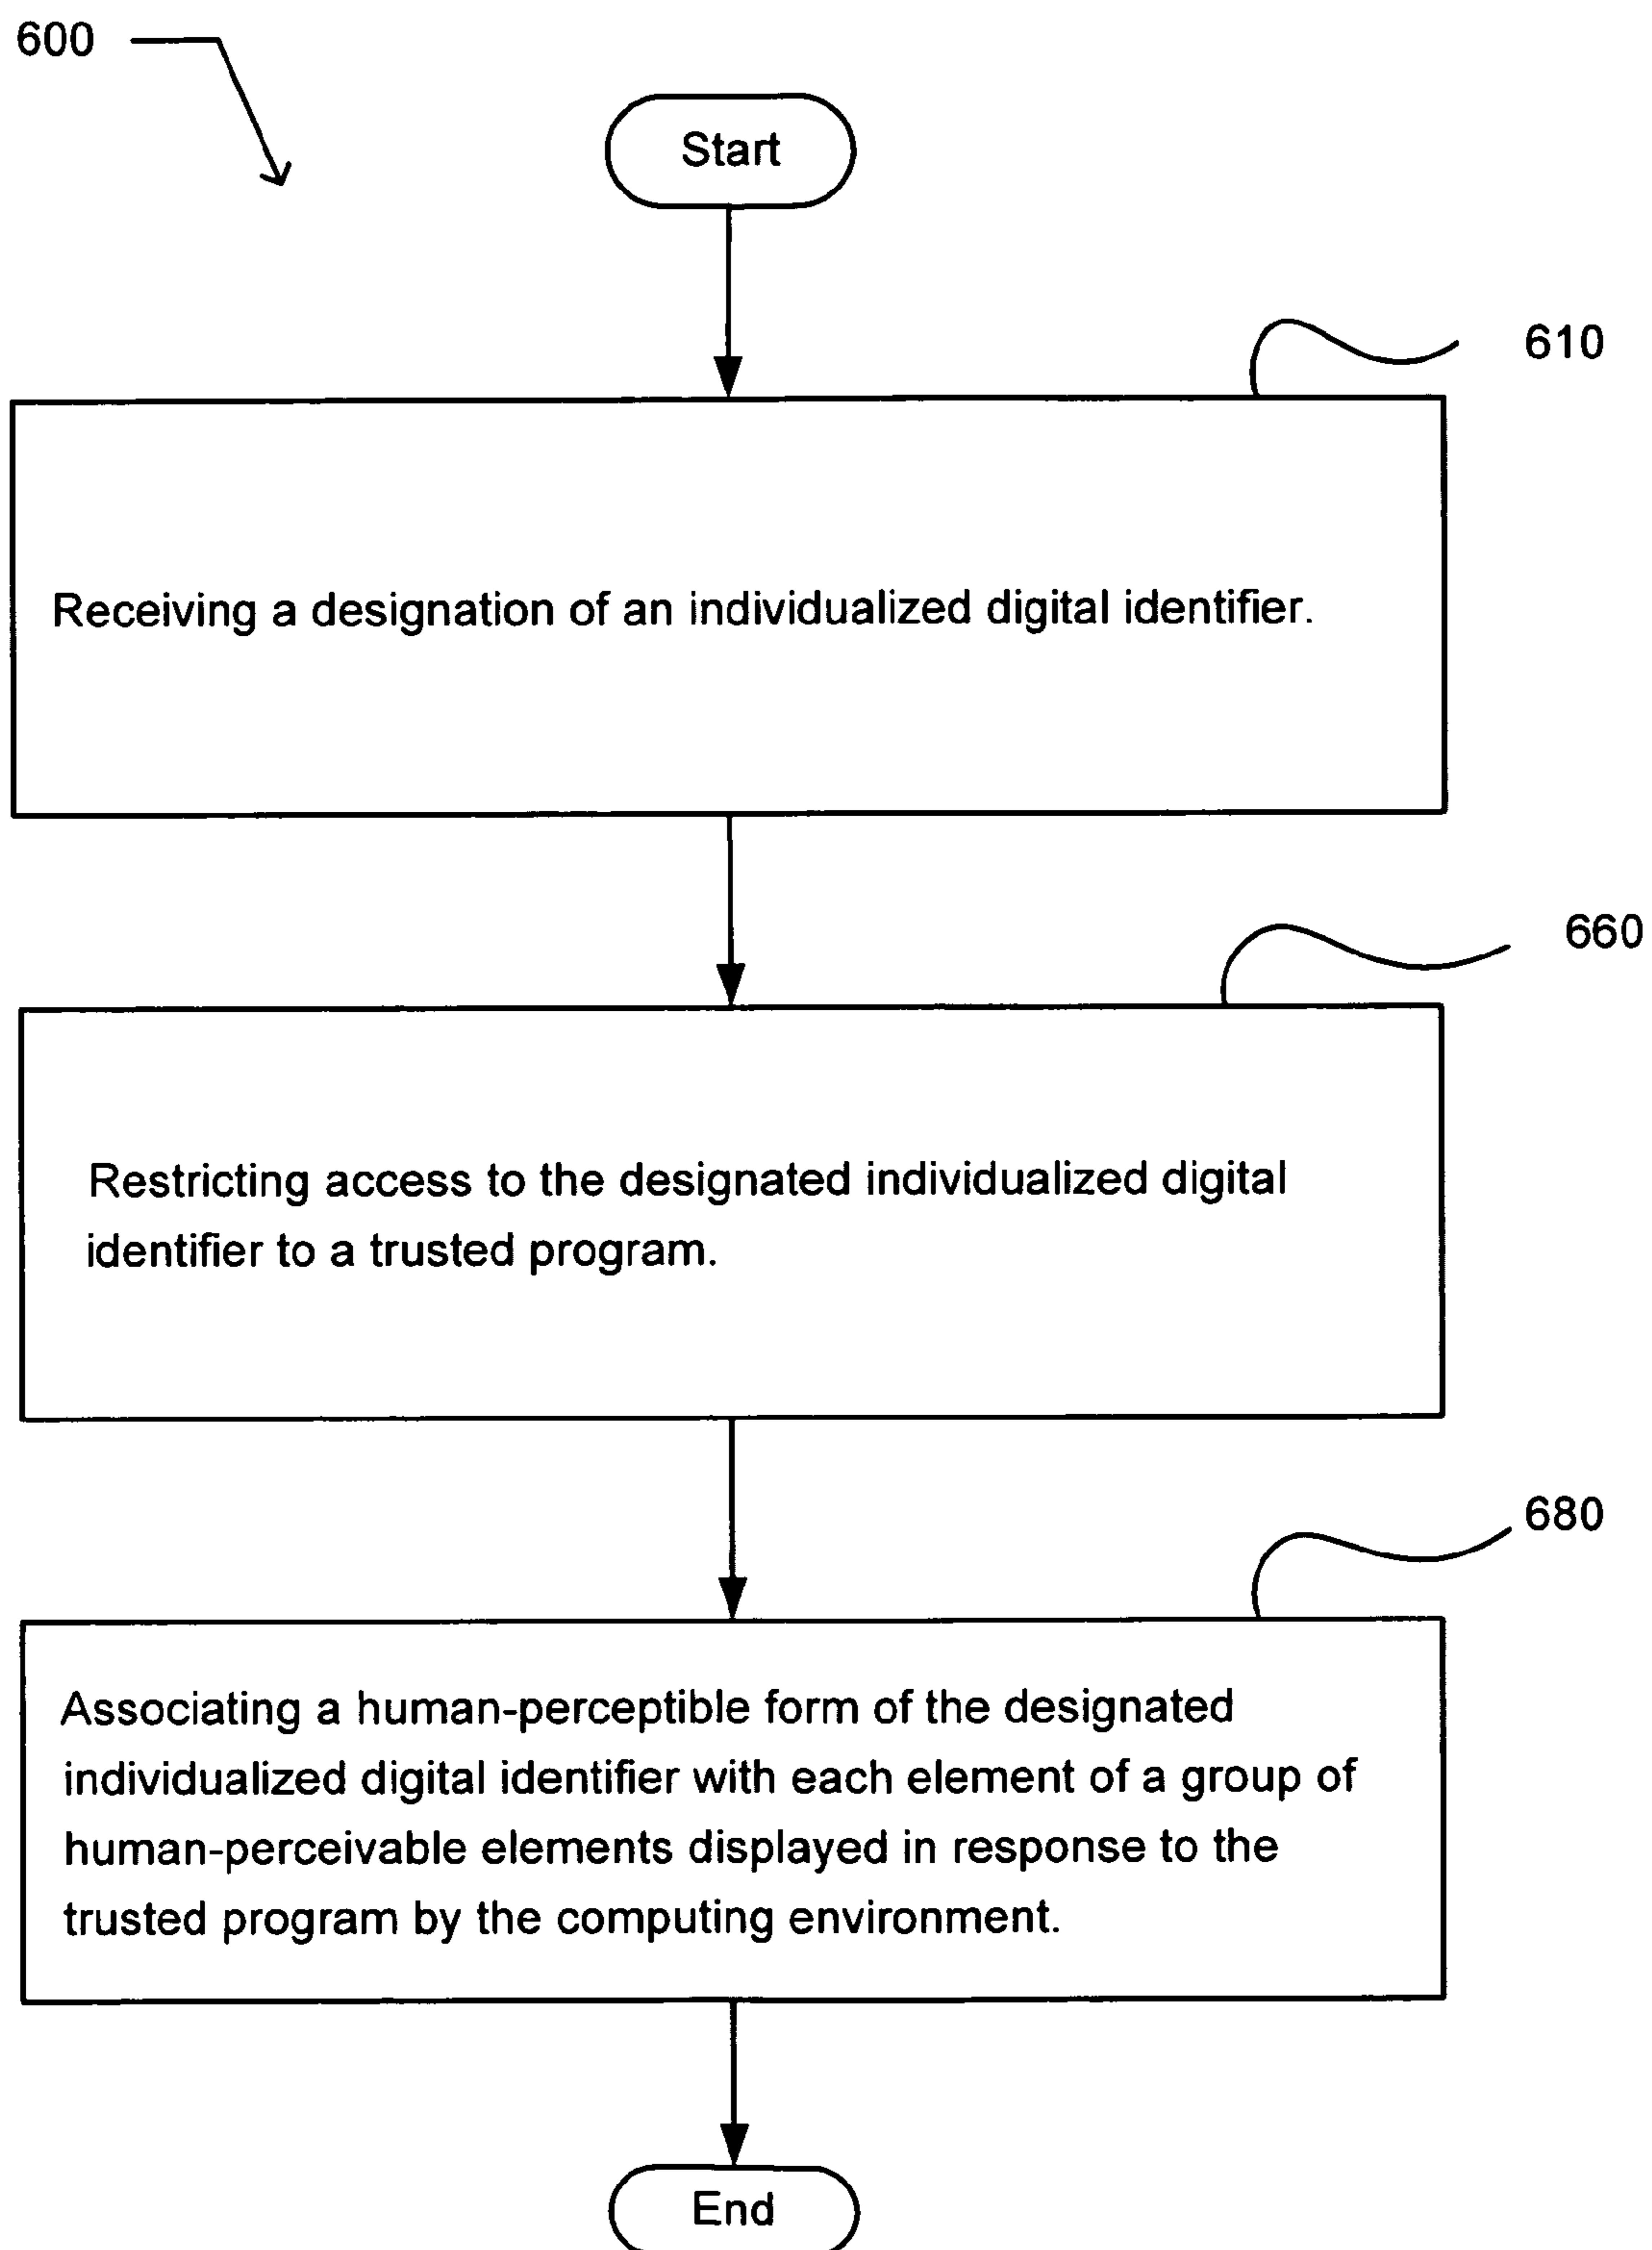 600
Start
610
Receiving a designation of an individualized digital identifier.
660
Restricting access to the designated individualized digital
identifier to a trusted program.
680
Associating a human-perceptible form of the designated
individualized digital identifier with each element of a group of
human-perceivable elements displayed in response to the
trusted program by the computing environment.
End